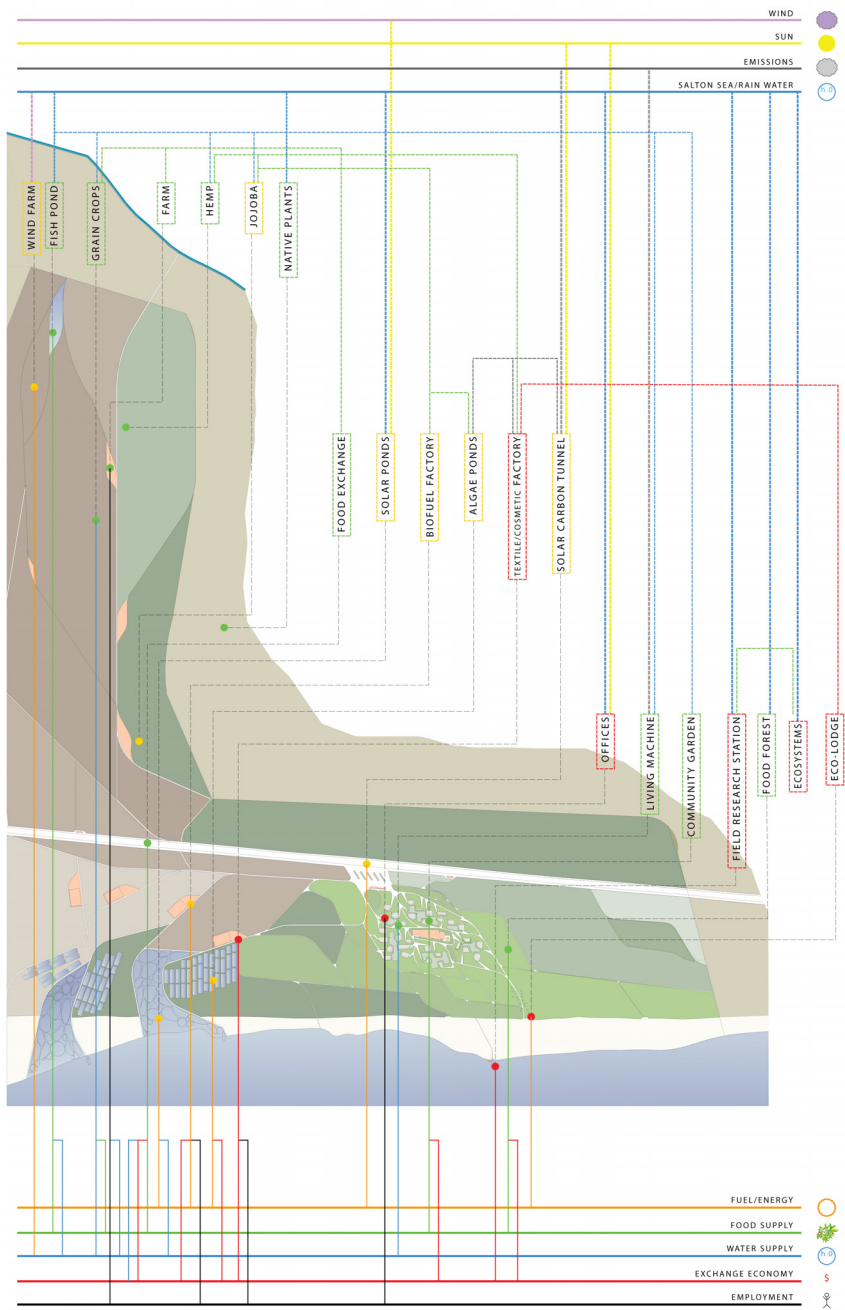 WIND
SUN
EMISSIONS
SALTON SEA/RAIN WATER
h2O
WIND FARM
FISH POND
GRAIN CROPS
FARM
HEMP
JOJOBA
NATIVE PLANTS
FOOD EXCHANGE
SOLAR PONDS
BIOFUEL FACTORY
ALGAE PONDS
TEXTILE/COSMETIC FACTORY
SOLAR CARBON TUNNEL
OFFICES
LIVING MACHINE
COMMUNITY GARDEN
FIELD RESEARCH STATION
FOOD FOREST
ECOSYSTEMS
ECO-LODGE
FUEL/ENERGY
FOOD SUPPLY
WATER SUPPLY
h2O
EXCHANGE ECONOMY
$
EMPLOYMENT